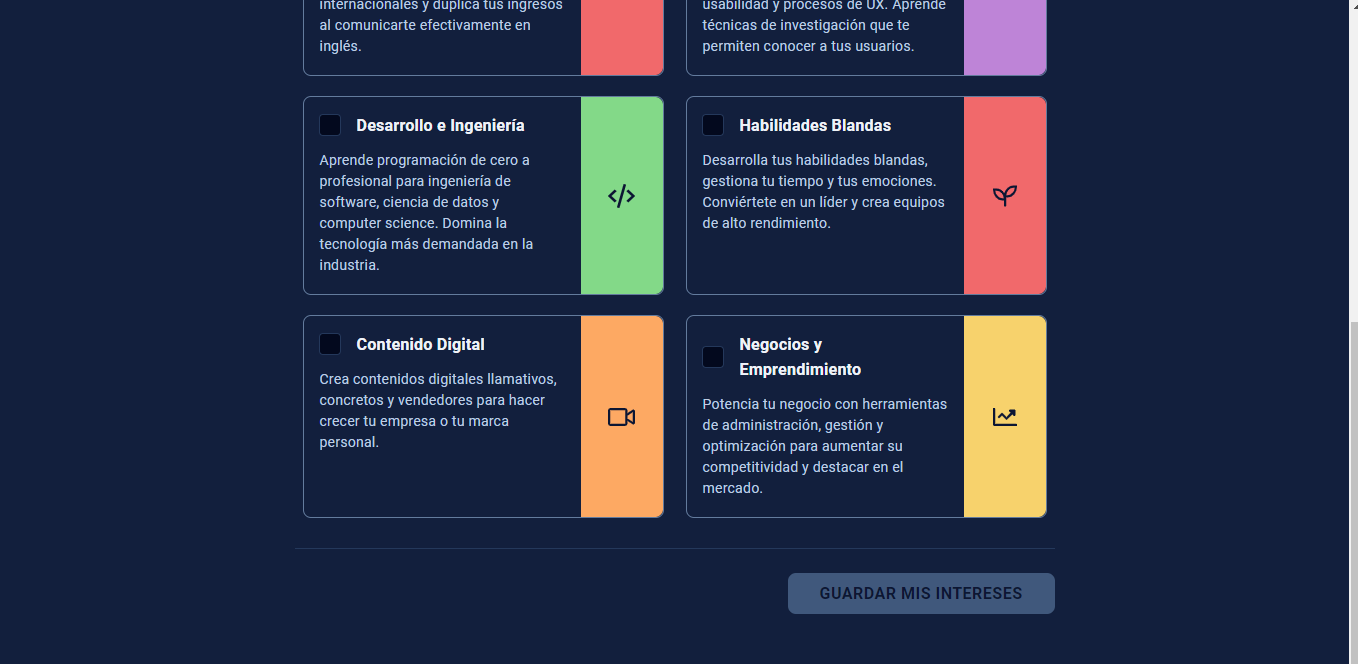 internacionales y duplica tus ingresos
al comunicarte efectivamente en
inglés.
usabilidad y procesos de UX. Aprende
técnicas de investigación que te
permiten conocer a tus usuarios.
Desarrollo e Ingeniería
Aprende programación de cero a
profesional para ingeniería de
software, ciencia de datos y
computer science. Domina la
tecnología más demandada en la
industria.
Habilidades Blandas
Desarrolla tus habilidades blandas,
gestiona tu tiempo y tus emociones.
Conviértete en un líder y crea equipos
de alto rendimiento.
Contenido Digital
Crea contenidos digitales llamativos,
concretos y vendedores para hacer
crecer tu empresa o tu marca
personal.
Negocios y
Emprendimiento
Potencia tu negocio con herramientas
de administración, gestión y
optimización para aumentar su
competitividad y destacar en el
mercado.
GUARDAR MIS INTERESES